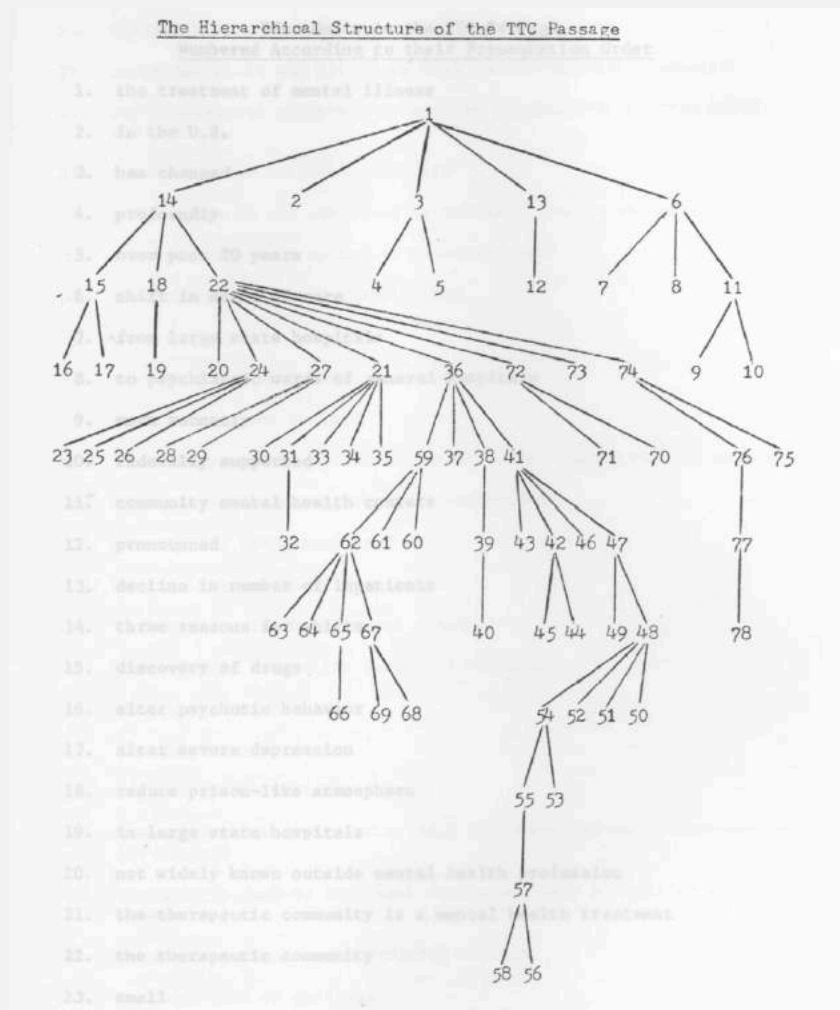 The Hierarchical Structure of the TTC Passage
Numbered According to their Presentation Order
1. the treatment of mental illness
1
2. in the U.S.
3. has changed
14 2 3 13 6
4. profoundly
5. over past 20 years
15 18 22 4 5 12 7 8 11
6. shift in
7. from large state hospitals
16 17 19 20 24 27 21 36 72 73 74 9 10
8. to psychiatric wards of general hospitals
9.
23 25 26 28 29 30 31 33 34 35 59 37 38 41 71 70 76 75
10. federally supported
11. community mental health centers
32 62 61 60 39 43 42 46 47 77
12. pronounced
13. decline in number of inpatients
63 64 65 67 40 45 44 49 48 78
14. three reasons
15. discovery of drugs
66 69 68 54 52 51 50
16. alter psychotic behavior
17. alter severe depression
18. reduce prison-like atmosphere
55 53
19. in large state hospitals
20. not widely known outside mental health profession
57
21. the therapeutic community is a mental health treatment
22. the therapeutic community
58 56
23. small